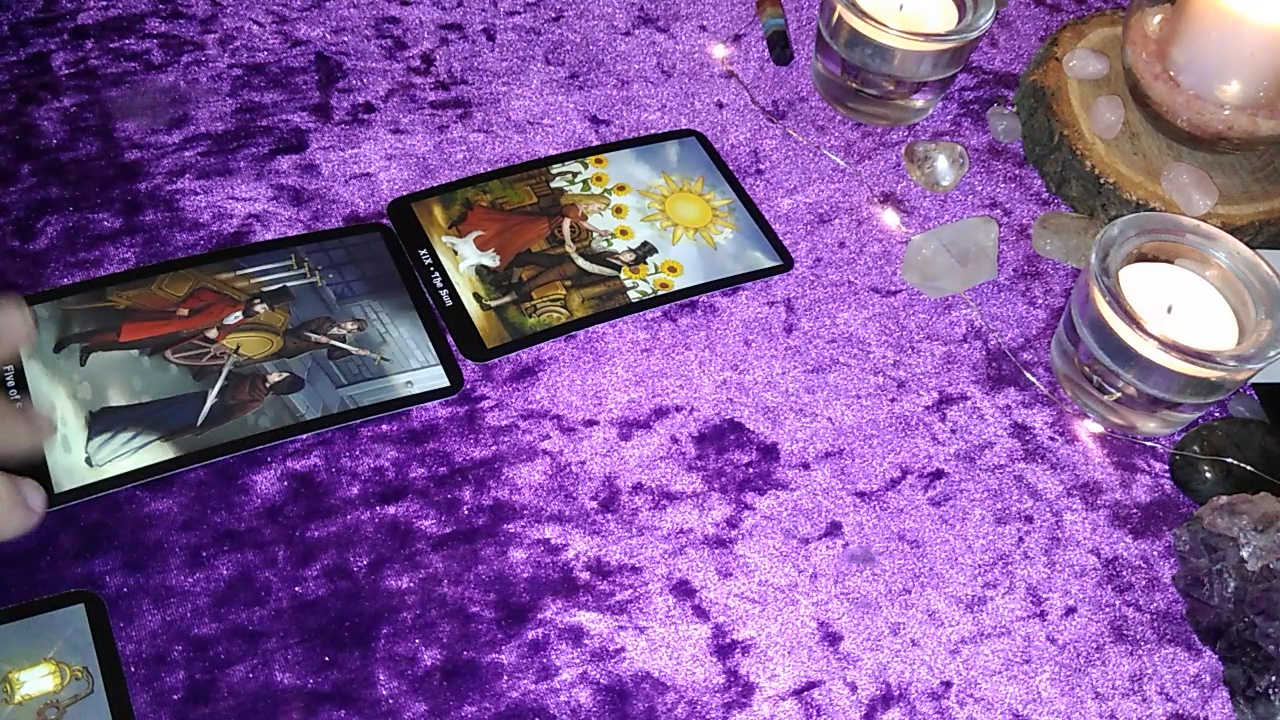 XIX • The Sun
Five of